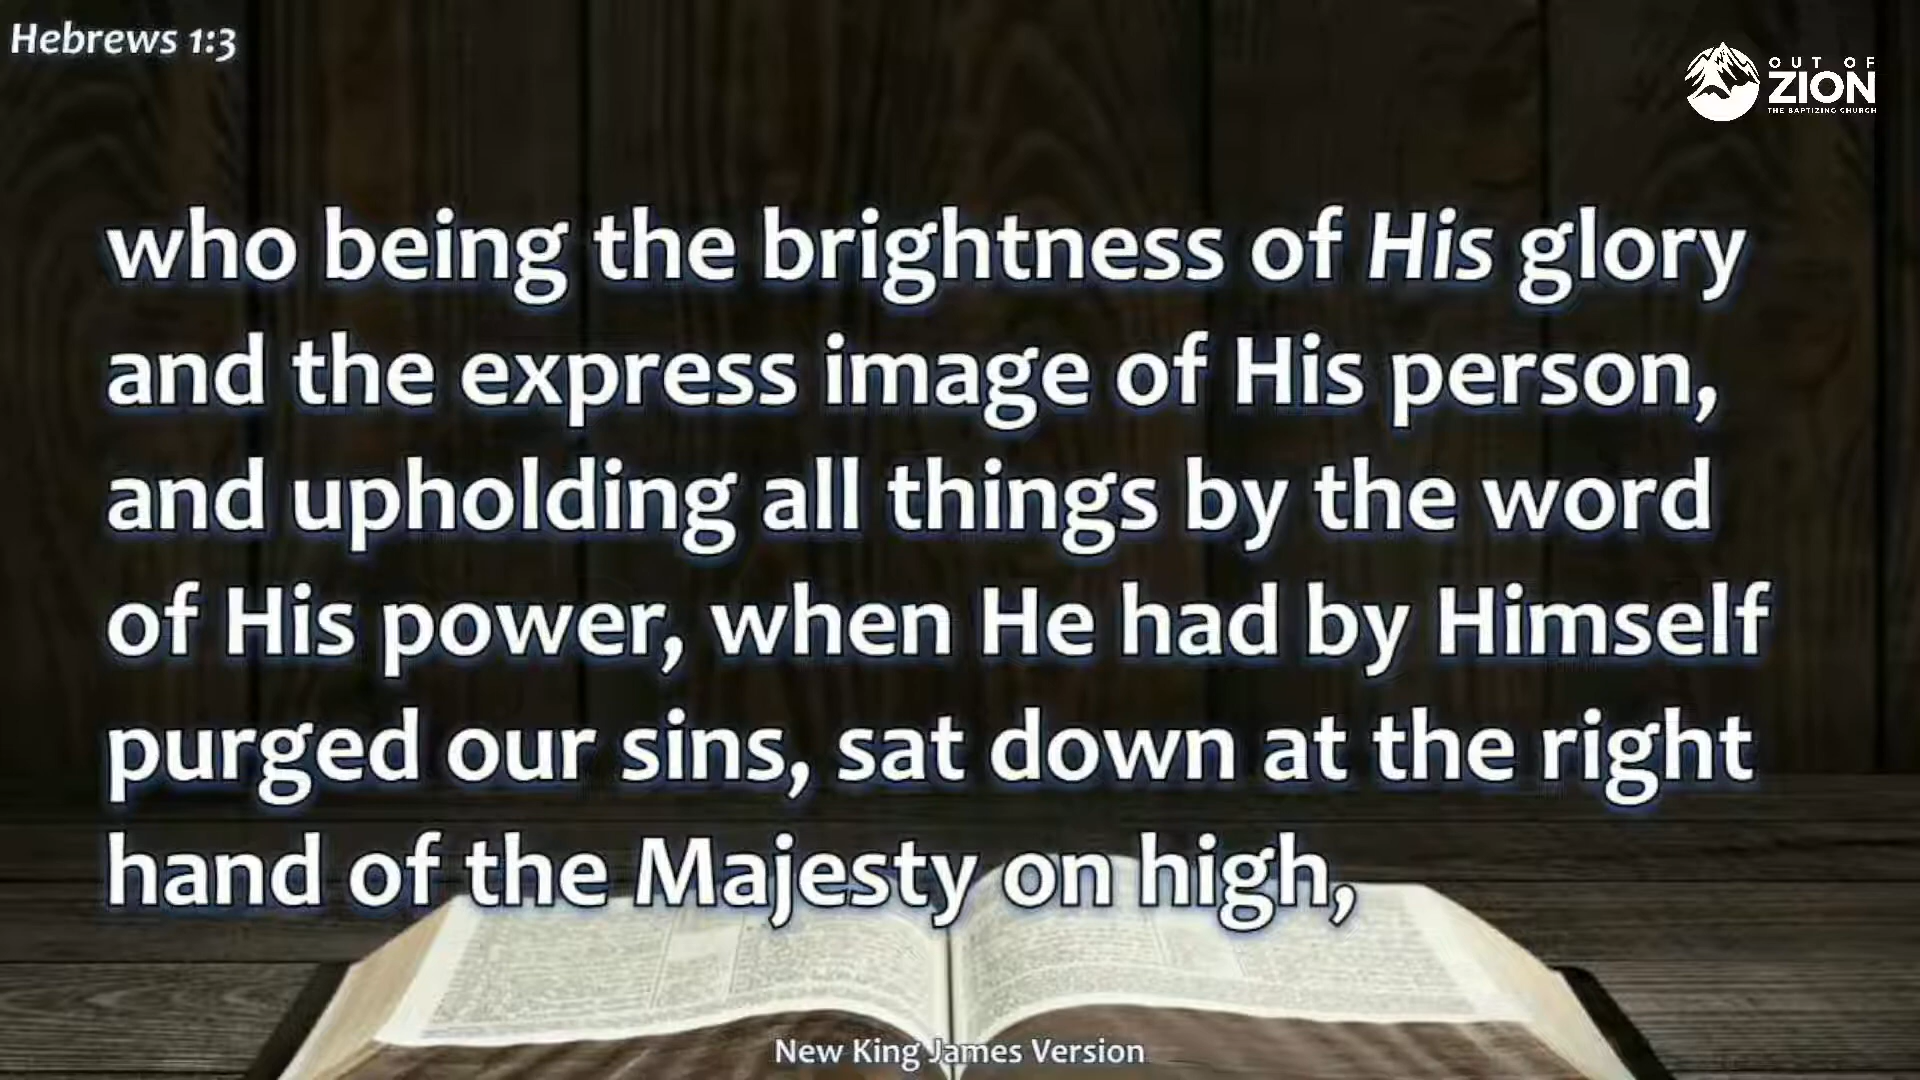 Hebrews 1:3
OUT OF
ZION
THE BAPTIZING CHURCH
who being the brightness of His glory
and the express image of His person,
and upholding all things by the word
of His power, when He had by Himself
purged our sins, sat down at the right
hand of the Majesty on high,
New King James Version